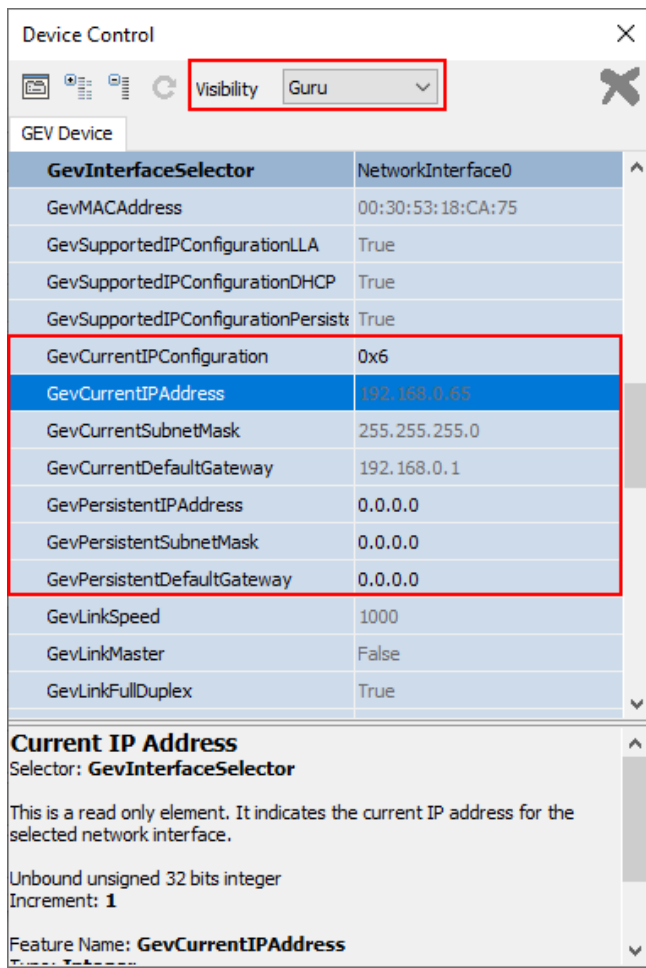 Device Control
Visibility Guru
GEV Device
GevInterfaceSelector NetworkInterface0
GevMACAddress 00:30:53:18:CA:75
GevSupportedIPConfigurationLLA True
GevSupportedIPConfigurationDHCP True
GevSupportedIPConfigurationPersiste True
GevCurrentIPConfiguration 0x6
GevCurrentIPAddress 192.168.0.65
GevCurrentSubnetMask 255.255.255.0
GevCurrentDefaultGateway 192.168.0.1
GevPersistentIPAddress 0.0.0.0
GevPersistentSubnetMask 0.0.0.0
GevPersistentDefaultGateway 0.0.0.0
GevLinkSpeed 1000
GevLinkMaster False
GevLinkFullDuplex True
Current IP Address
Selector: GevInterfaceSelector
This is a read only element. It indicates the current IP address for the
selected network interface.
Unbound unsigned 32 bits integer
Increment: 1
Feature Name: GevCurrentIPAddress
Type: Integer